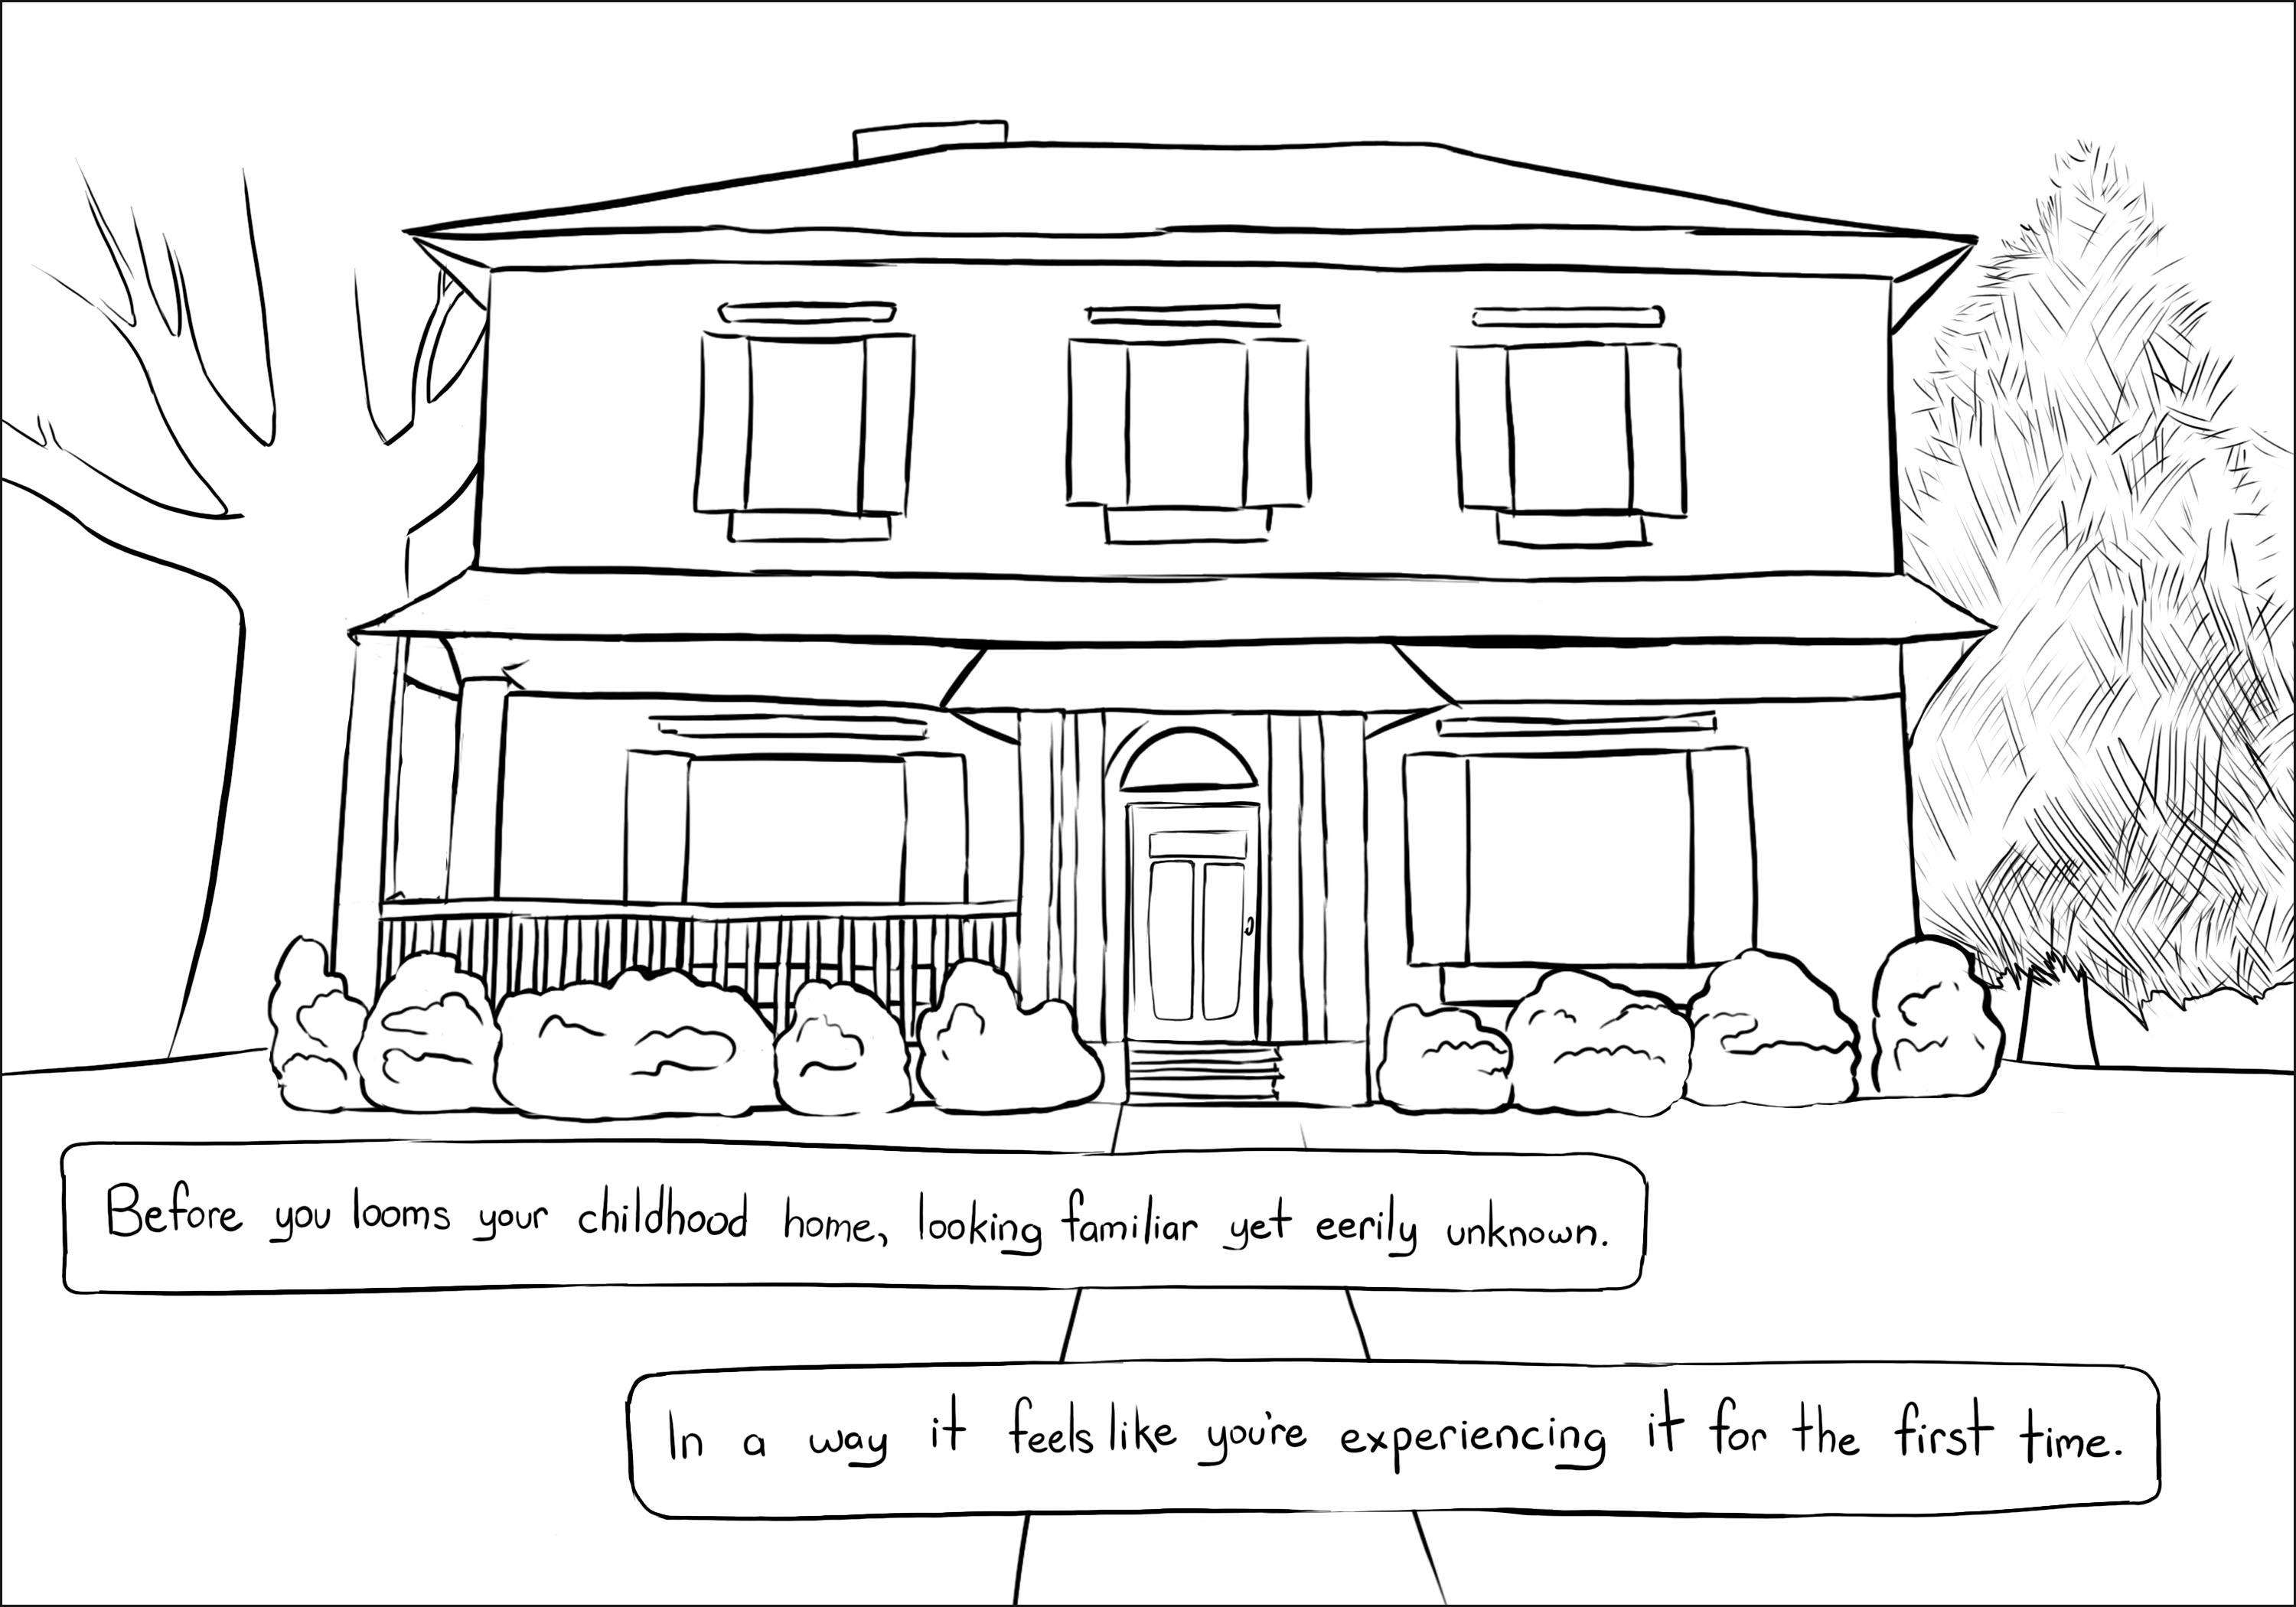 Before you looms your childhood home, looking familiar yet eerily unknown.
In a way it feels like you're experiencing it for the first time.